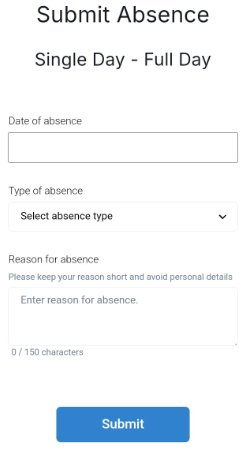 Submit Absence
Single Day - Full Day
Date of absence
Type of absence
Select absence type
Reason for absence
Please keep your reason short and avoid personal details
Enter reason for absence.
0 / 150 characters
Submit